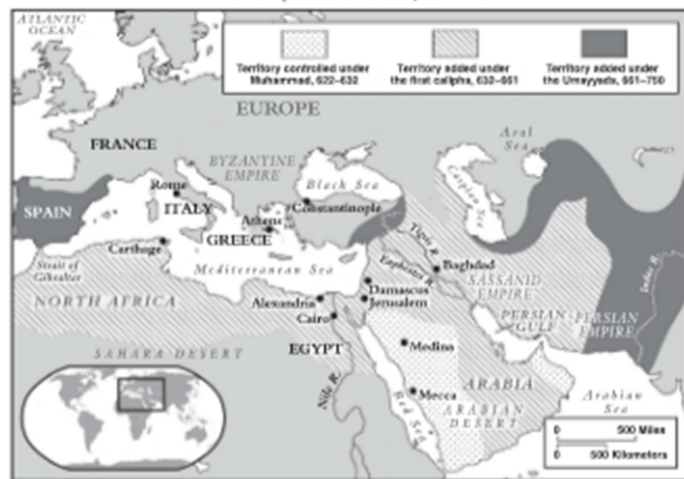 ATLANTIC
OCEAN
Territory controlled under
Muhammad, 622–632
Territory added under
the first caliphs, 632–661
Territory added under
the Umayyads, 661–750
EUROPE
FRANCE
Aral
Sea
BYZANTINE
EMPIRE
Caspian Sea
Black Sea
Rome
ITALY
Constantinople
SPAIN
Athens
GREECE
Carthage
Tigris R.
Baghdad
Strait of
Gibraltar
Mediterranean Sea
Euphrates R.
SASSANID
EMPIRE
Indus R.
NORTH AFRICA
Damascus
Jerusalem
Alexandria
Cairo
PERSIAN
GULF
PERSIAN
EMPIRE
EGYPT
SAHARA DESERT
Medina
Nile R.
Mecca
ARABIA
ARABIAN
DESERT
Red Sea
Arabian
Sea
0 500 Miles
0 500 Kilometers